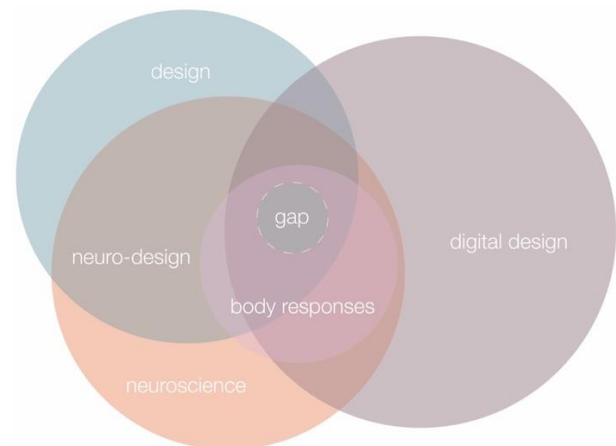 design
gap
digital design
neuro-design
body responses
neuroscience